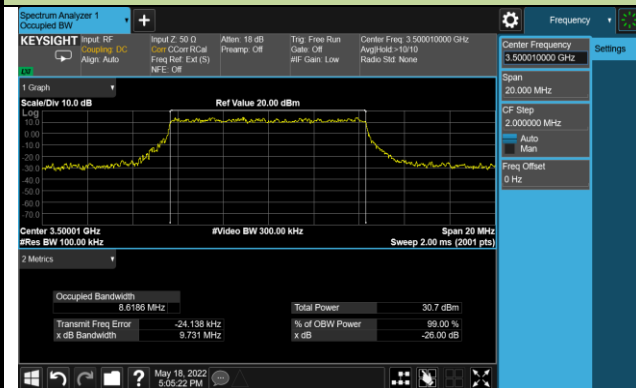 Spectrum Analyzer 1
Occupied BW
+
Frequency
KEYSIGHT
Input: RF
Coupling: DC
Align: Auto
Input Z: 50 Ω
Corr CCorr RCal
Freq Ref: Ext (S)
NFE: Off
Atten: 18 dB
Preamp: Off
Trig: Free Run
Gate: Off
#IF Gain: Low
Center Freq: 3.500010000 GHz
Avg|Hold:>10/10
Radio Std: None
Center Frequency
3.500010000 GHz
Settings
Span
20.000 MHz
CF Step
2.000000 MHz
Auto
Man
Freq Offset
0 Hz
1 Graph
Scale/Div 10.0 dB
Ref Value 20.00 dBm
Log
10.0
0.00
-10.0
-20.0
-30.0
-40.0
-50.0
-60.0
-70.0
Center 3.50001 GHz
#Video BW 300.00 kHz
Span 20 MHz
#Res BW 100.00 kHz
Sweep 2.00 ms (2001 pts)
2 Metrics
Occupied Bandwidth
8.6186 MHz
Total Power
30.7 dBm
Transmit Freq Error
-24.138 kHz
% of OBW Power
99.00 %
x dB Bandwidth
9.731 MHz
x dB
-26.00 dB
?
May 18, 2022
5:05:22 PM